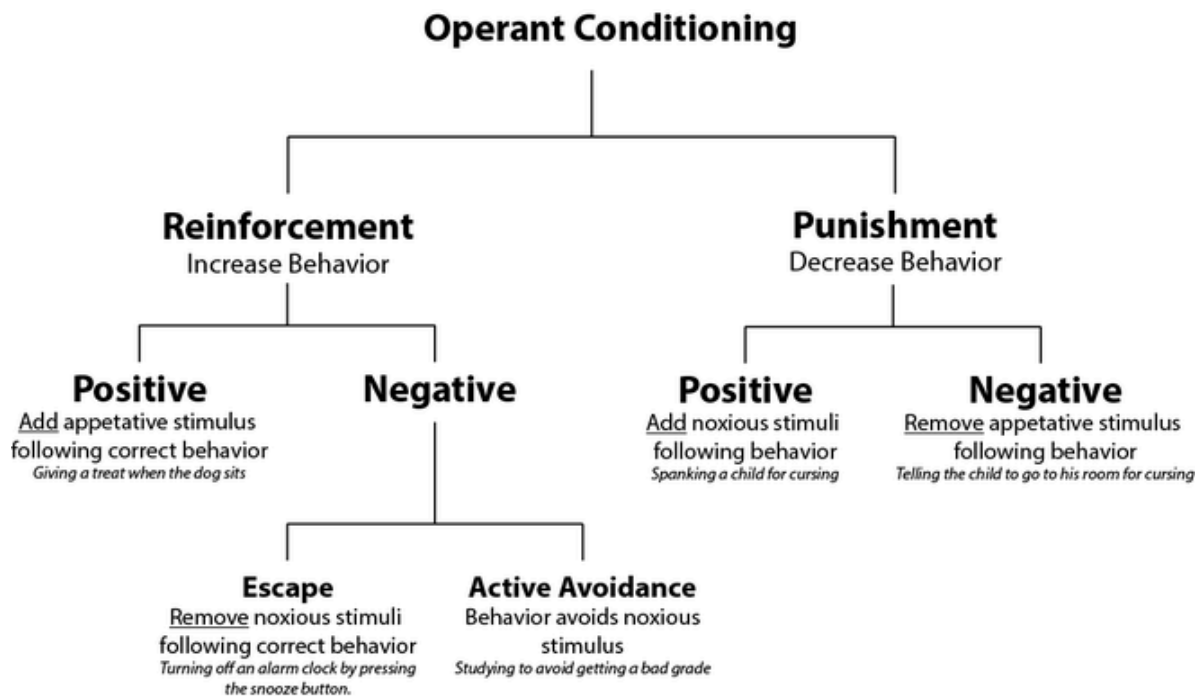 Operant Conditioning
Reinforcement
Increase Behavior
Punishment
Decrease Behavior
Positive
Add appetative stimulus
following correct behavior
Giving a treat when the dog sits
Negative
Positive
Add noxious stimuli
following behavior
Spanking a child for cursing
Negative
Remove appetative stimulus
following behavior
Telling the child to go to his room for cursing
Escape
Remove noxious stimuli
following correct behavior
Turning off an alarm clock by pressing
the snooze button.
Active Avoidance
Behavior avoids noxious
stimulus
Studying to avoid getting a bad grade